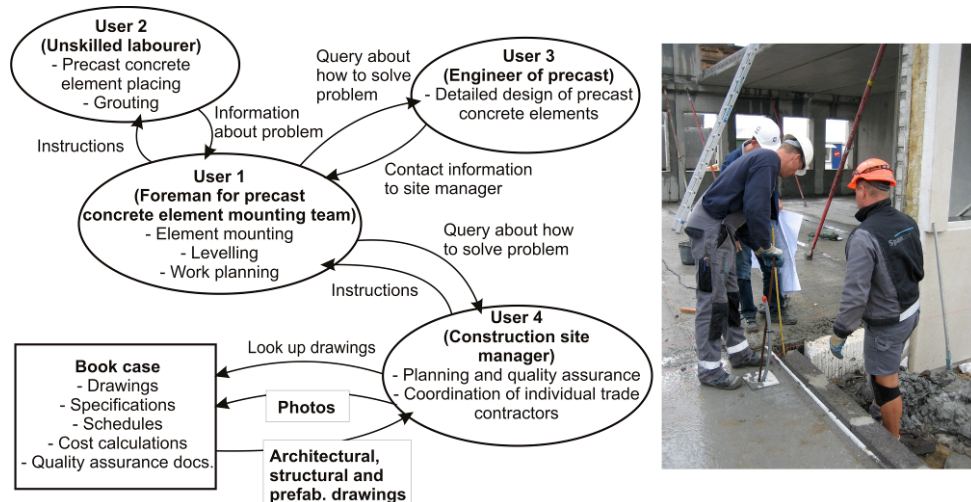 User 2
(Unskilled labourer)
- Precast concrete
element placing
- Grouting
Query about
how to solve
problem
User 3
(Engineer of precast)
- Detailed design of precast
concrete elements
Instructions
Information
about problem
Contact information
to site manager
User 1
(Foreman for precast
concrete element mounting team)
- Element mounting
- Levelling
- Work planning
Query about how
to solve problem
Instructions
User 4
(Construction site
manager)
- Planning and quality assurance
- Coordination of individual trade
contractors
Look up drawings
Book case
- Drawings
- Specifications
- Schedules
- Cost calculations
- Quality assurance docs.
Photos
Architectural,
structural and
prefab. drawings